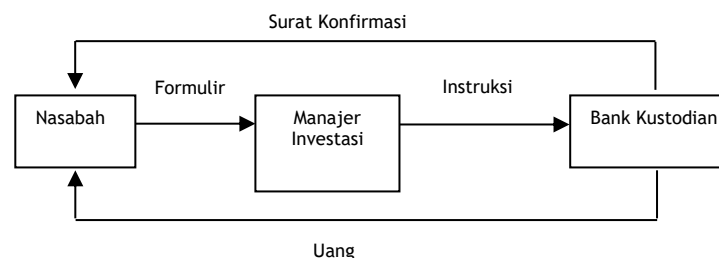 Surat Konfirmasi
Formulir
Instruksi
Nasabah
Manajer
Investasi
Bank Kustodian
Uang